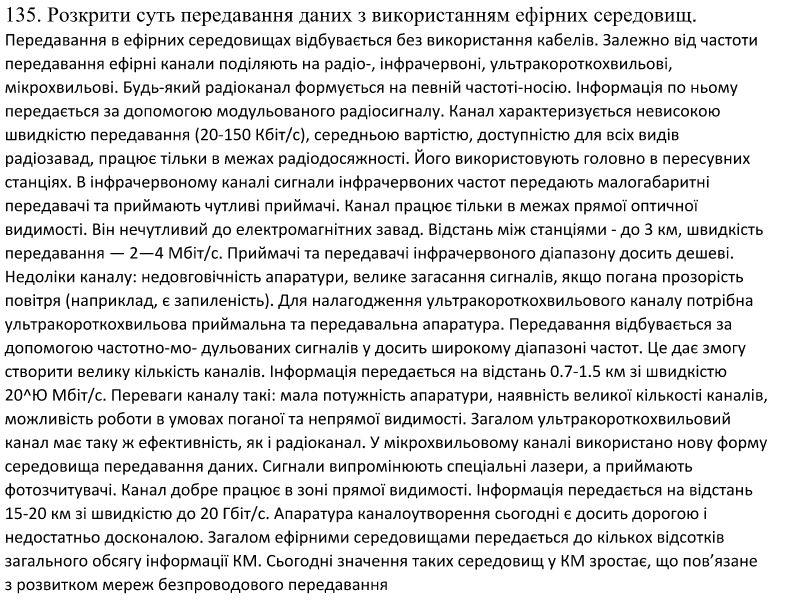 135. Розкрити суть передавання даних з використанням ефірних середовищ.
Передавання в ефірних середовищах відбувається без використання кабелів. Залежно від частоти
передавання ефірні канали поділяють на радіо-, інфрачервоні, ультракороткохвильові,
мікрохвильові. Будь-який радіоканал формується на певній частоті-носію. Інформація по ньому
передається за допомогою модульованого радіосигналу. Канал характеризується невисокою
швидкістю передавання (20-150 Кбіт/с), середньою вартістю, доступністю для всіх видів
радіозавад, працює тільки в межах радіодосяжності. Його використовують головно в пересувних
станціях. В інфрачервоному каналі сигнали інфрачервоних частот передають малогабаритні
передавачі та приймають чутливі приймачі. Канал працює тільки в межах прямої оптичної
видимості. Він нечутливий до електромагнітних завад. Відстань між станціями - до 3 км, швидкість
передавання — 2—4 Мбіт/с. Приймачі та передавачі інфрачервоного діапазону досить дешеві.
Недоліки каналу: недовговічність апаратури, велике загасання сигналів, якщо погана прозорість
повітря (наприклад, є запиленість). Для налагодження ультракороткохвильового каналу потрібна
ультракороткохвильова приймальна та передавальна апаратура. Передавання відбувається за
допомогою частотно-мо- дульованих сигналів у досить широкому діапазоні частот. Це дає змогу
створити велику кількість каналів. Інформація передається на відстань 0.7-1.5 км зі швидкістю
20^Ю Мбіт/с. Переваги каналу такі: мала потужність апаратури, наявність великої кількості каналів,
можливість роботи в умовах поганої та непрямої видимості. Загалом ультракороткохвильовий
канал має таку ж ефективність, як і радіоканал. У мікрохвильовому каналі використано нову форму
середовища передавання даних. Сигнали випромінюють спеціальні лазери, а приймають
фотозчитувачі. Канал добре працює в зоні прямої видимості. Інформація передається на відстань
15-20 км зі швидкістю до 20 Гбіт/с. Апаратура каналоутворення сьогодні є досить дорогою і
недостатньо досконалою. Загалом ефірними середовищами передається до кількох відсотків
загального обсягу інформації КМ. Сьогодні значення таких середовищ у КМ зростає, що пов’язане
з розвитком мереж безпроводового передавання